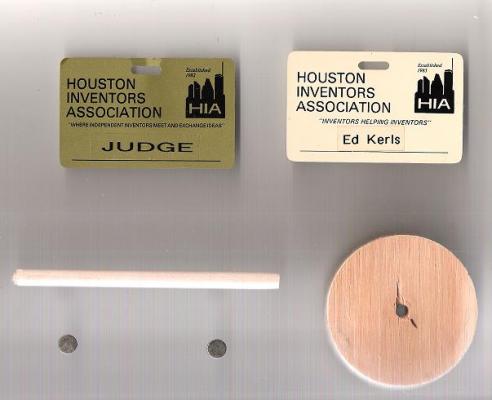 HOUSTON
INVENTORS
ASSOCIATION
Established
1983
HIA
"WHERE INDEPENDENT INVENTORS MEET AND EXCHANGE IDEAS"
JUDGE
HOUSTON
INVENTORS
ASSOCIATION
Established
1983
HIA
"INVENTORS HELPING INVENTORS"
Ed Kerls